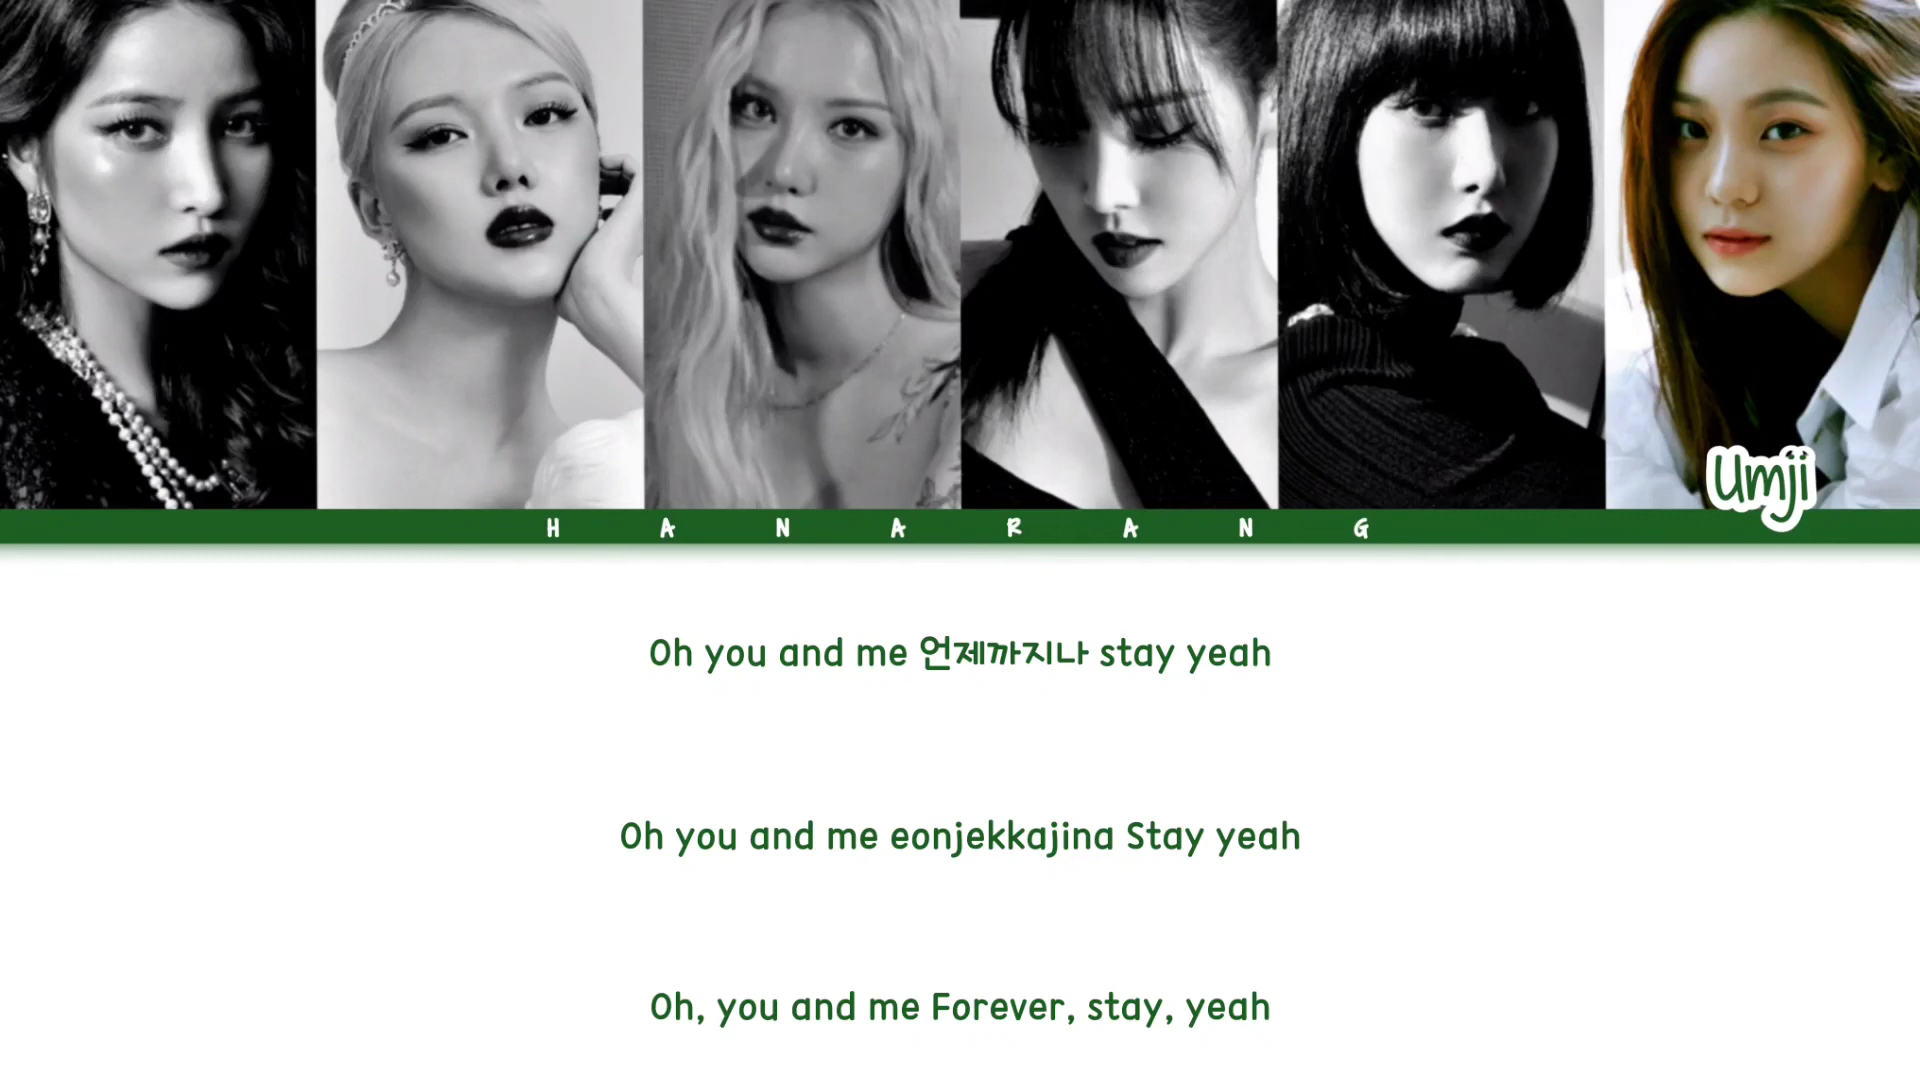 Umji
HANARANG
Oh you and me 언제까지나 stay yeah
Oh you and me eonjekkajina Stay yeah
Oh, you and me Forever, stay, yeah